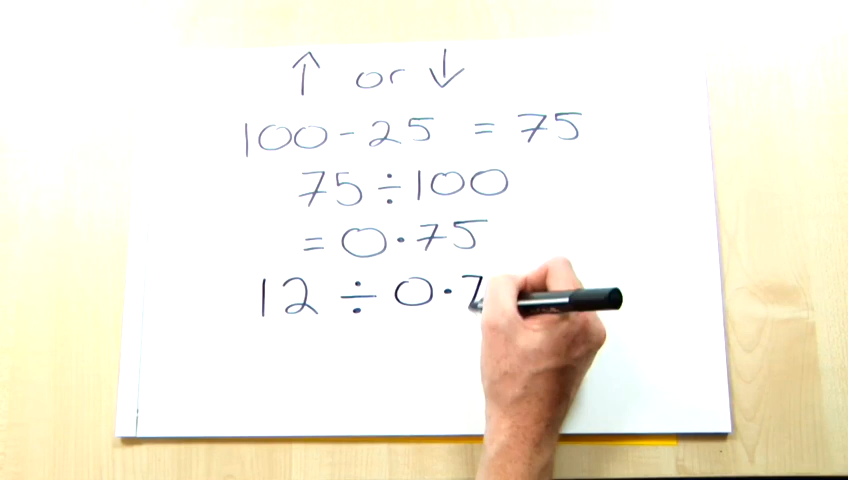 ↑ or ↓
100 - 25 = 75
75 ÷ 100
= 0.75
12 ÷ 0.7